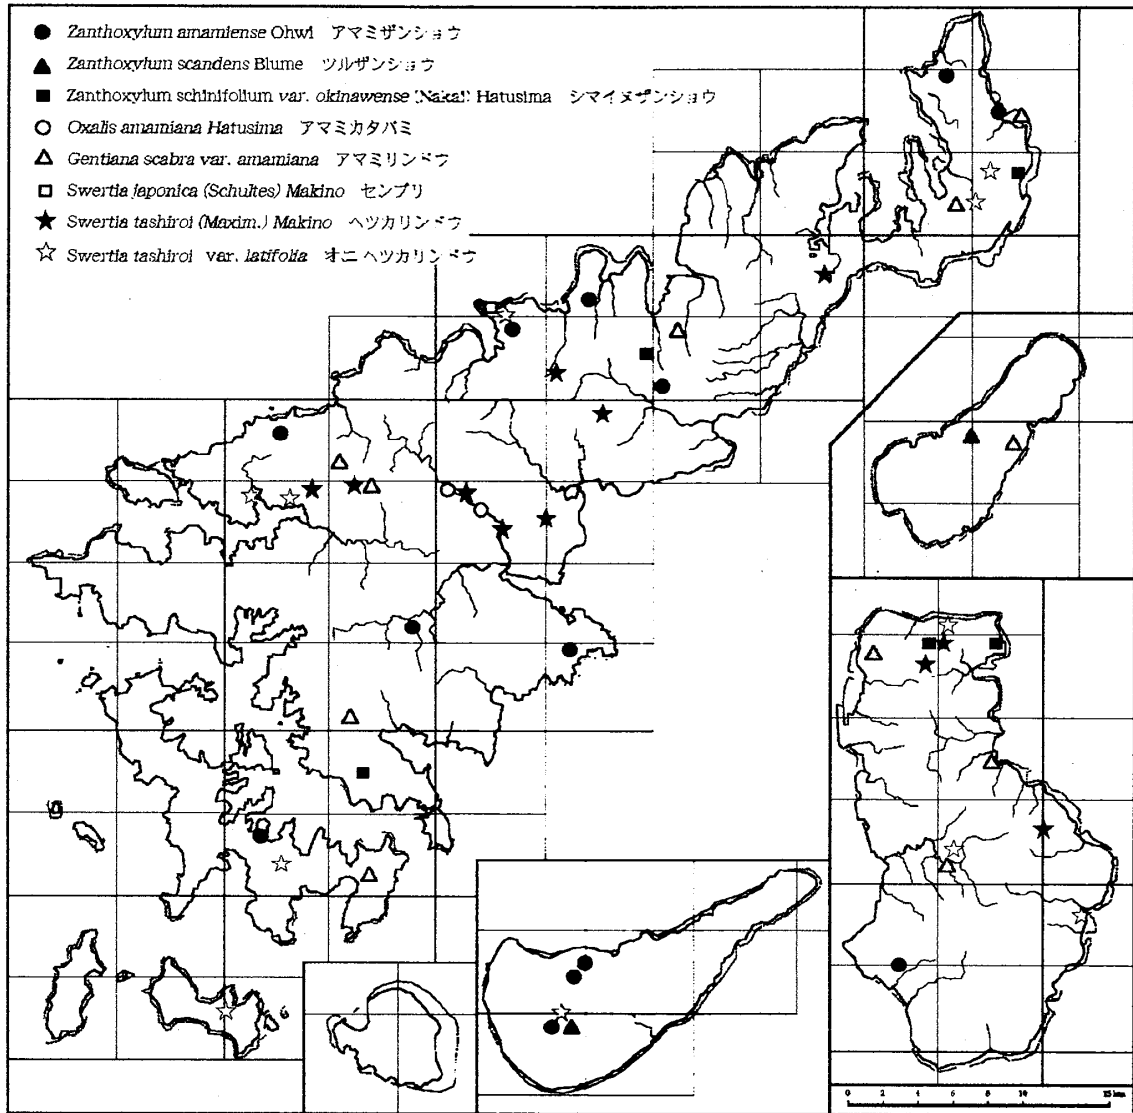 Zanthoxylum amamiense Ohwi アマミザンショウ
Zanthoxylum scandens Blume ツルザンショウ
Zanthoxylum schinifolium var. okinawense (Nakai) Hatusima シマイヌザンショウ
Oxalis amamiana Hatusima アマミカタバミ
Gentiana scabra var. amamiana アマミリンドウ
Swertia japonica (Schultes) Makino センブリ
Swertia tashiroi (Maxim.) Makino ヘツカリンドウ
Swertia tashiroi var. latifolia オニヘツカリンドウ
0 2 4 6 8 10 15 km